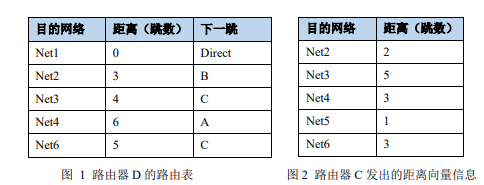 目的网络 距离（跳数） 下一跳
Net1 0 Direct
Net2 3 B
Net3 4 C
Net4 6 A
Net6 5 C
图 1 路由器 D 的路由表
目的网络 距离（跳数）
Net2 2
Net3 5
Net4 3
Net5 1
Net6 3
图 2 路由器 C 发出的距离向量信息